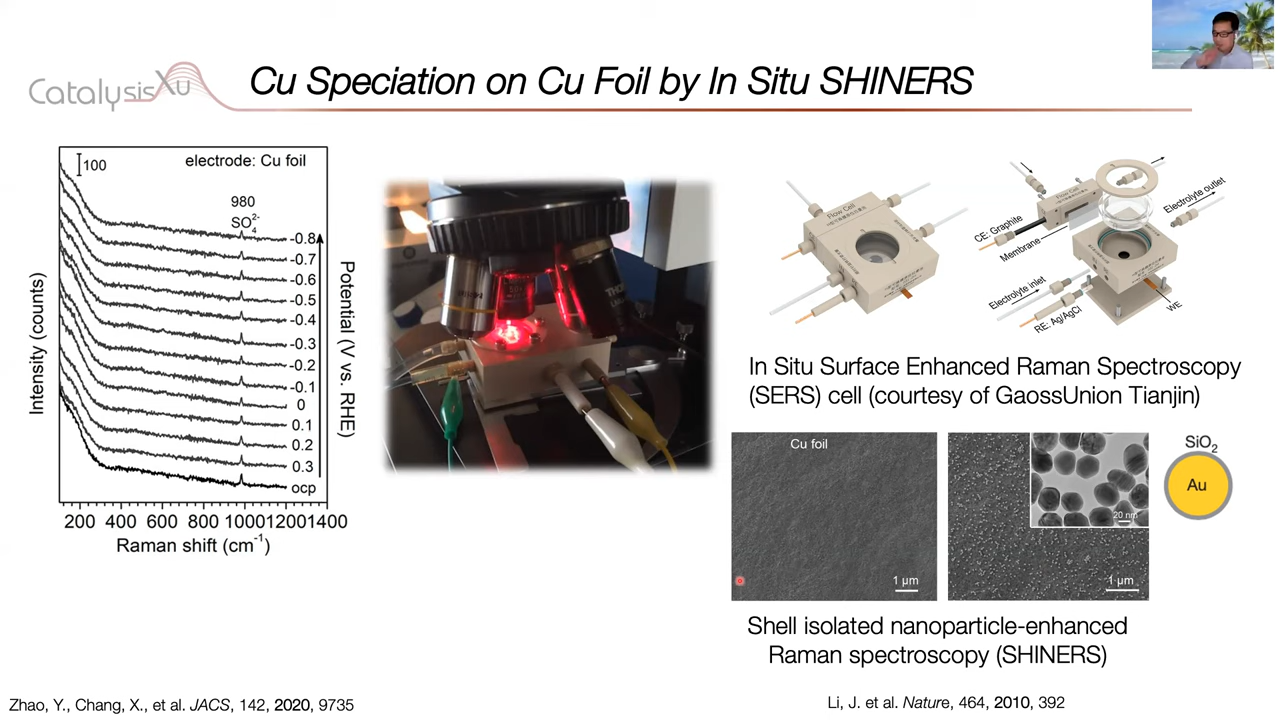 CatalysisXu
Cu Speciation on Cu Foil by In Situ SHINERS
100
electrode: Cu foil
980
SO₄²⁻
-0.8
-0.7
-0.6
-0.5
-0.4
-0.3
-0.2
-0.1
0
0.1
0.2
0.3
ocp
Intensity (counts)
Potential (V vs. RHE)
200 400 600 800 1000 1200 1400
Raman shift (cm⁻¹)
Flow Cell
Flow Cell
CE: Graphite
Membrane
Electrolyte outlet
Electrolyte inlet
RE: Ag/AgCl
WE
In Situ Surface Enhanced Raman Spectroscopy
(SERS) cell (courtesy of GaossUnion Tianjin)
Cu foil
1 µm
20 nm
1 µm
SiO₂
Au
Shell isolated nanoparticle-enhanced
Raman spectroscopy (SHINERS)
Zhao, Y., Chang, X., et al. JACS, 142, 2020, 9735
Li, J. et al. Nature, 464, 2010, 392